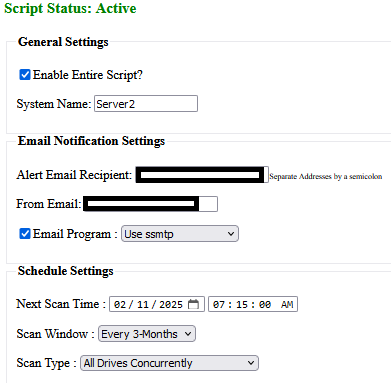 Script Status: Active
General Settings
Enable Entire Script?
System Name: Server2
Email Notification Settings
Alert Email Recipient: Separate Addresses by a semicolon
From Email:
Email Program : Use ssmtp
Schedule Settings
Next Scan Time : 02/11/2025 07:15:00 AM
Scan Window : Every 3-Months
Scan Type : All Drives Concurrently